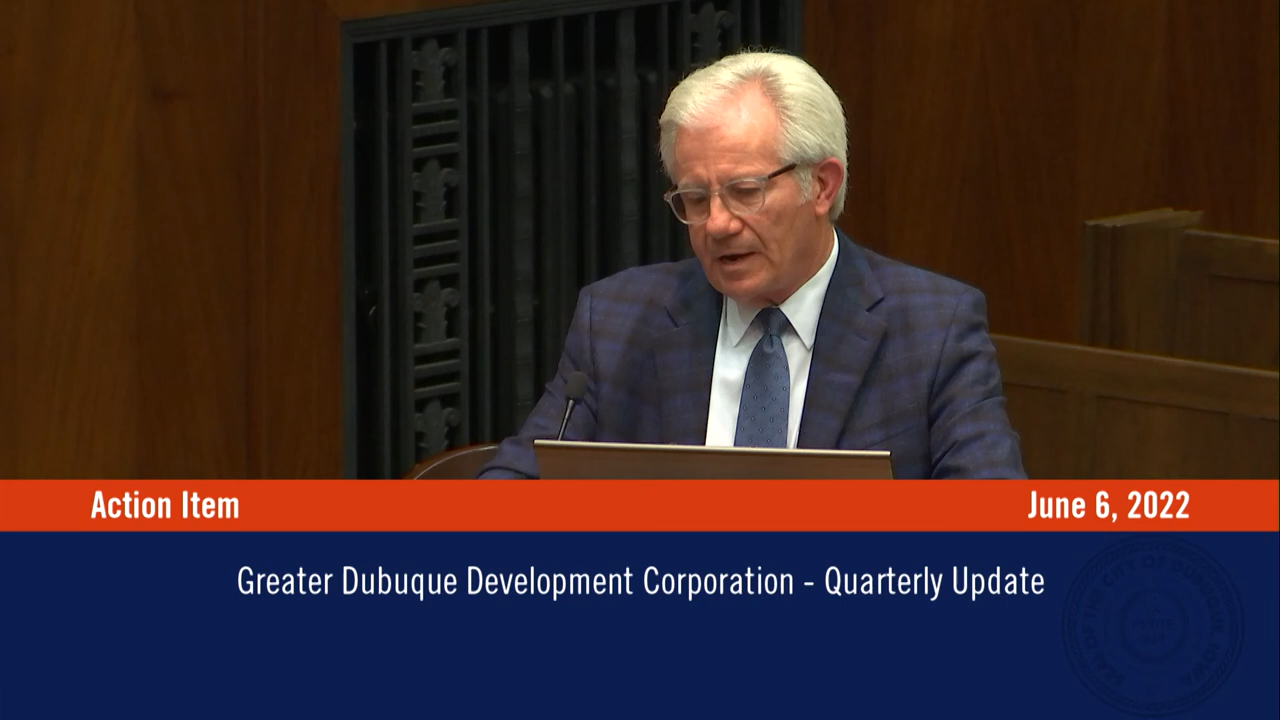 Action Item
June 6, 2022
Greater Dubuque Development Corporation - Quarterly Update